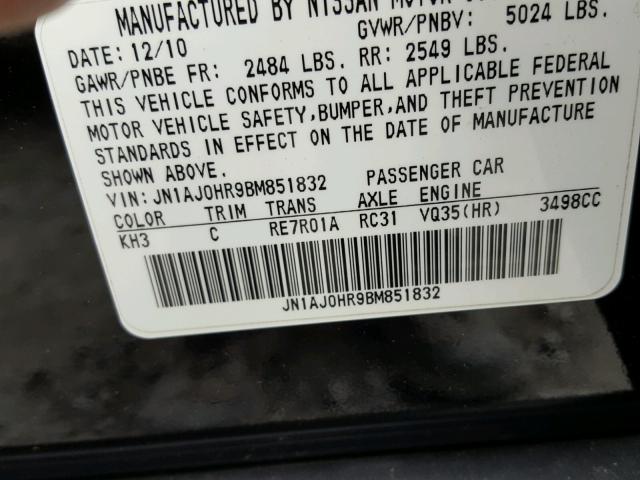 MANUFACTURED BY NISSAN MOTOR
DATE: 12/10 GVWR/PNBV: 5024 LBS.
GAWR/PNBE FR: 2484 LBS. RR: 2549 LBS.
THIS VEHICLE CONFORMS TO ALL APPLICABLE FEDERAL
MOTOR VEHICLE SAFETY,BUMPER,AND THEFT PREVENTION
STANDARDS IN EFFECT ON THE DATE OF MANUFACTURE
SHOWN ABOVE.
VIN: JN1AJ0HR9BM851832 PASSENGER CAR
COLOR TRIM TRANS AXLE ENGINE
KH3 C RE7R01A RC31 VQ35(HR) 3498CC
JN1AJ0HR9BM851832